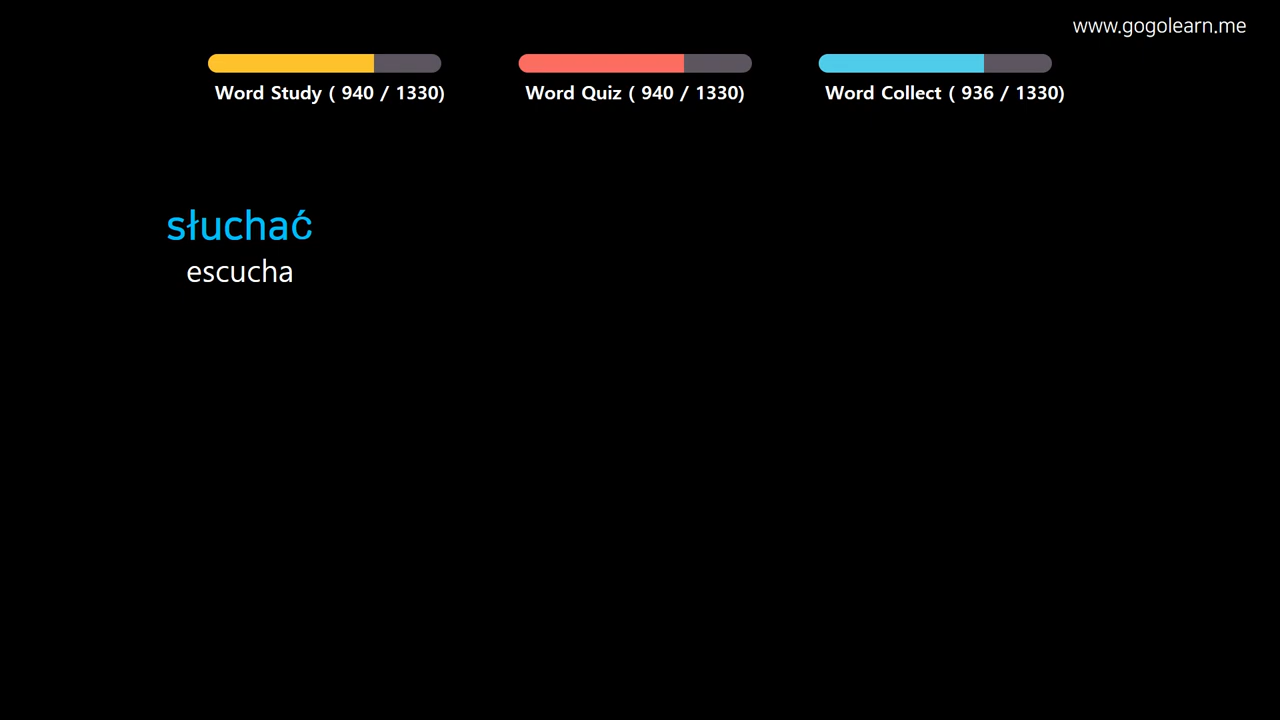 www.gogolearn.me
Word Study ( 940 / 1330)
Word Quiz ( 940 / 1330)
Word Collect ( 936 / 1330)
słuchać
escucha